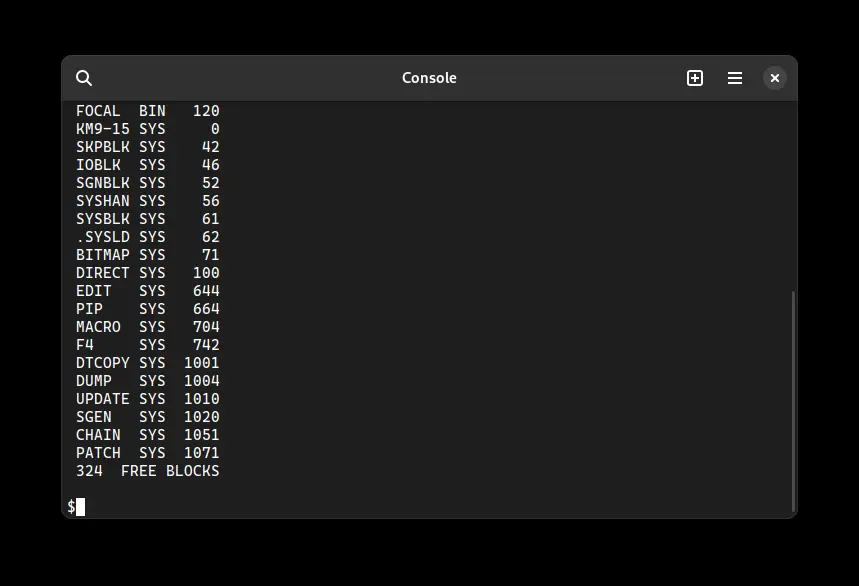 Console
FOCAL  BIN   120
KM9-15 SYS     0
SKPBLK SYS    42
IOBLK  SYS    46
SGNBLK SYS    52
SYSHAN SYS    56
SYSBLK SYS    61
.SYSLD SYS    62
BITMAP SYS    71
DIRECT SYS   100
EDIT   SYS   644
PIP    SYS   664
MACRO  SYS   704
F4     SYS   742
DTCOPY SYS  1001
DUMP   SYS  1004
UPDATE SYS  1010
SGEN   SYS  1020
CHAIN  SYS  1051
PATCH  SYS  1071
324  FREE BLOCKS
$